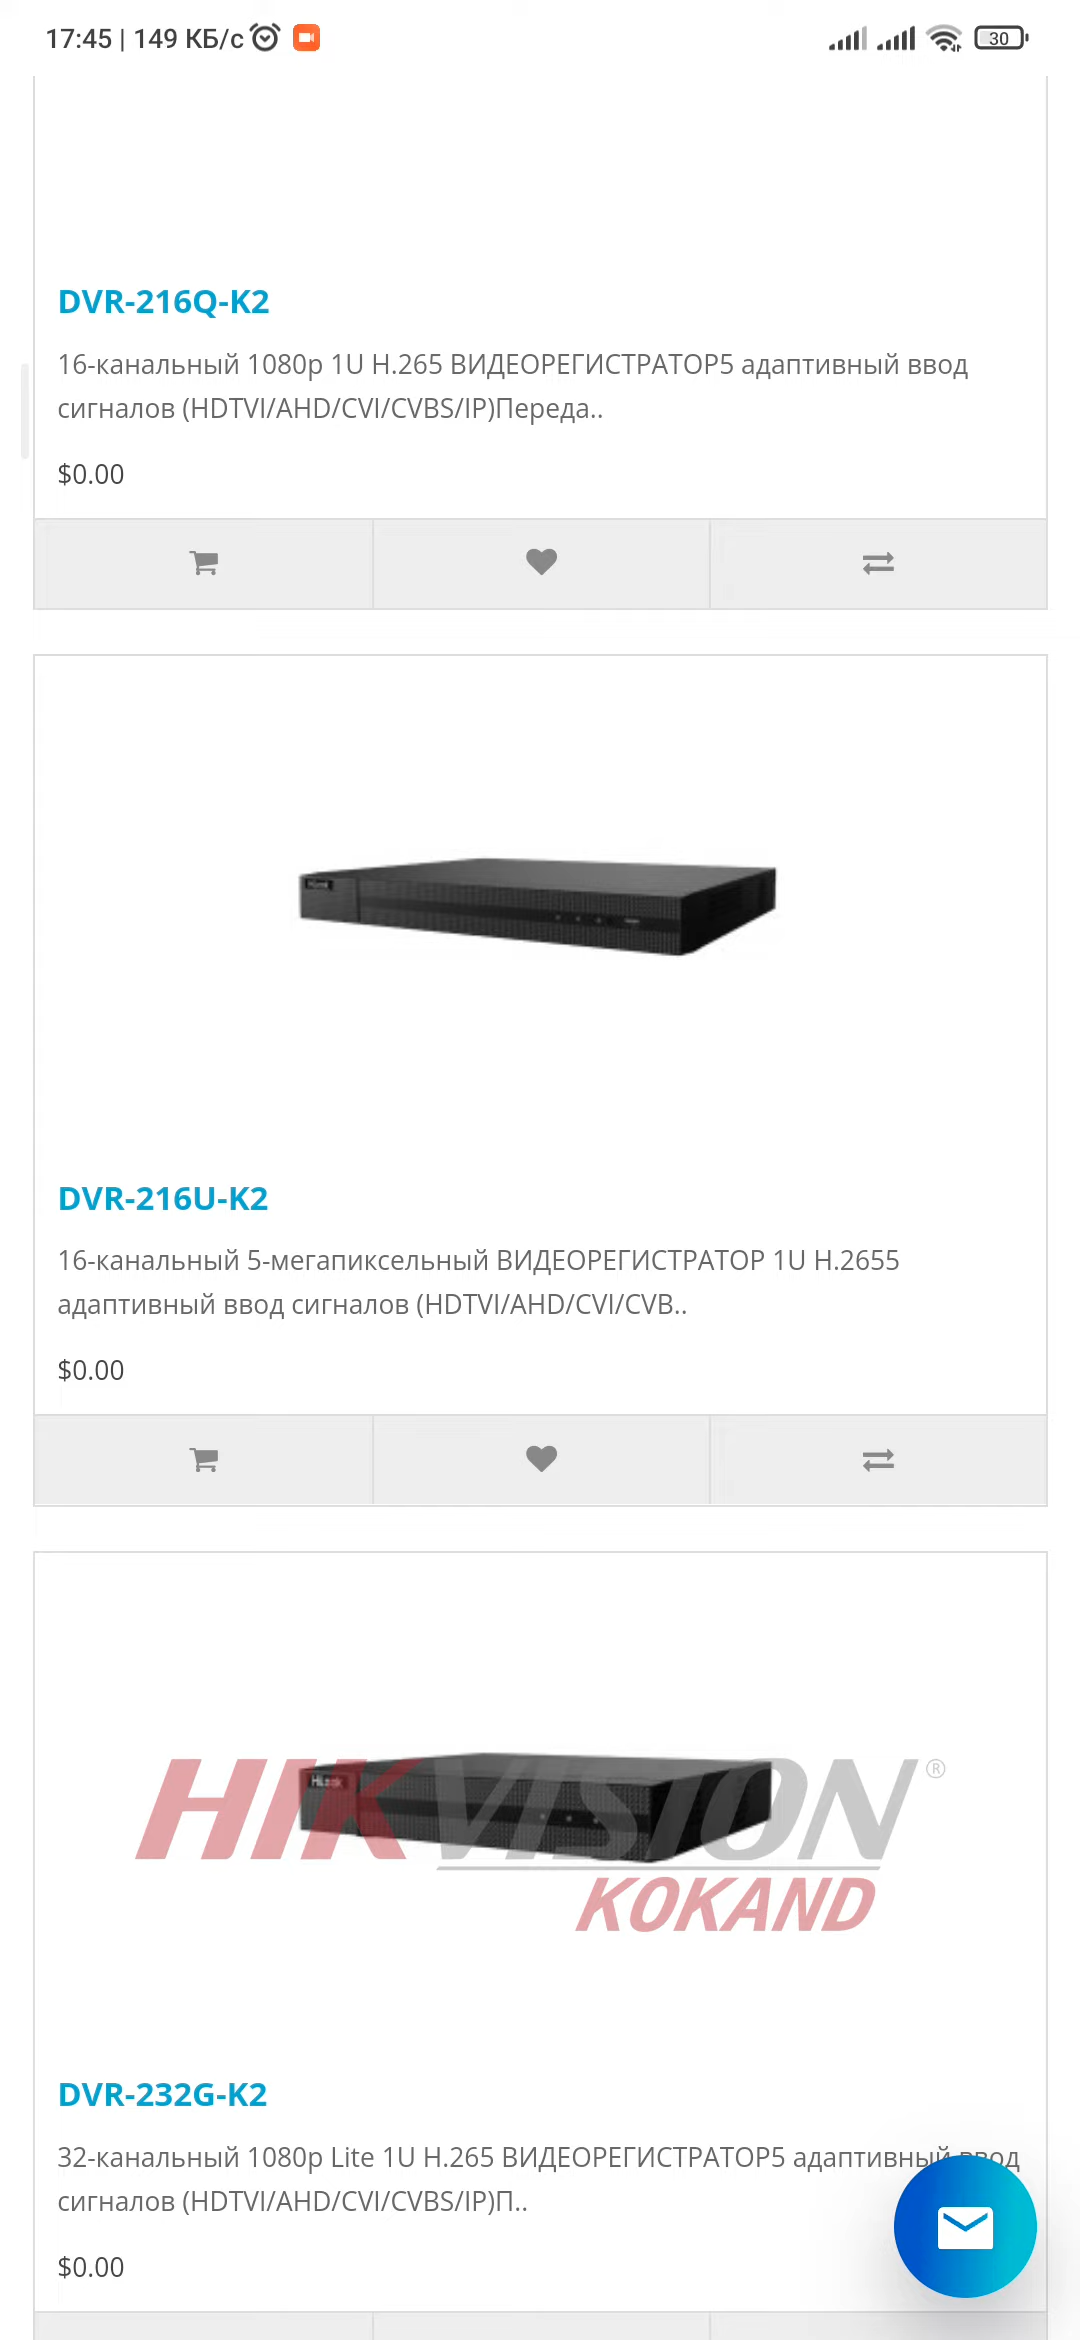 17:45 | 149 КБ/с
30
DVR-216Q-K2
16-канальный 1080p 1U H.265 ВИДЕОРЕГИСТРАТОР5 адаптивный ввод
сигналов (HDTVI/AHD/CVI/CVBS/IP)Переда..
$0.00
DVR-216U-K2
16-канальный 5-мегапиксельный ВИДЕОРЕГИСТРАТОР 1U H.2655
адаптивный ввод сигналов (HDTVI/AHD/CVI/CVB..
$0.00
HiLook
HIKVISION ®
KOKAND
DVR-232G-K2
32-канальный 1080p Lite 1U H.265 ВИДЕОРЕГИСТРАТОР5 адаптивный ввод
сигналов (HDTVI/AHD/CVI/CVBS/IP)П..
$0.00